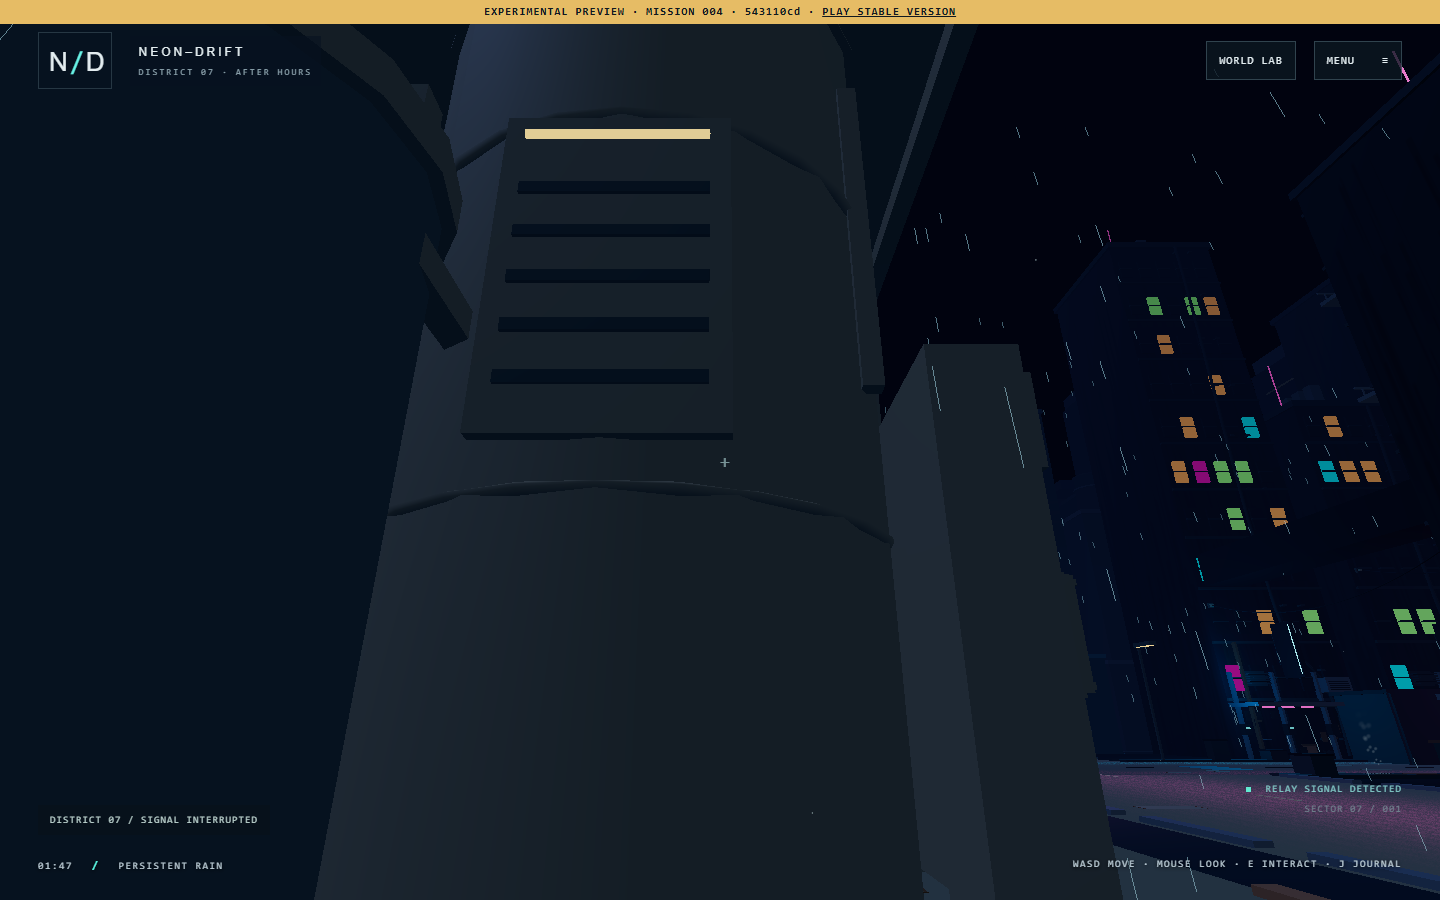 EXPERIMENTAL PREVIEW · MISSION 004 · 543110cd · PLAY STABLE VERSION
N/D
NEON—DRIFT
DISTRICT 07 · AFTER HOURS
WORLD LAB
MENU ≡
RELAY SIGNAL DETECTED
SECTOR 07 / 001
DISTRICT 07 / SIGNAL INTERRUPTED
01:47 / PERSISTENT RAIN
WASD MOVE · MOUSE LOOK · E INTERACT · J JOURNAL